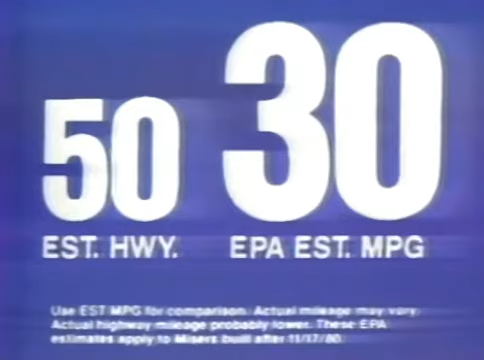 50 30
EST. HWY. EPA EST. MPG
Use EST MPG for comparison. Actual mileage may vary.
Actual highway mileage probably lower. These EPA
estimates apply to Misers built after 11/17/80